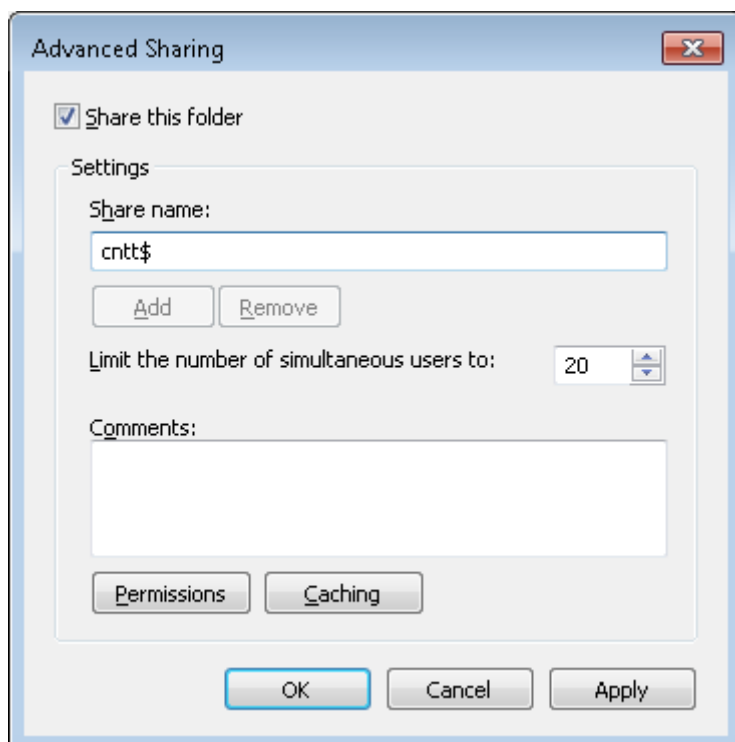 Advanced Sharing
Share this folder
Settings
Share name:
cntt$
Add
Remove
Limit the number of simultaneous users to:
20
Comments:
Permissions
Caching
OK
Cancel
Apply